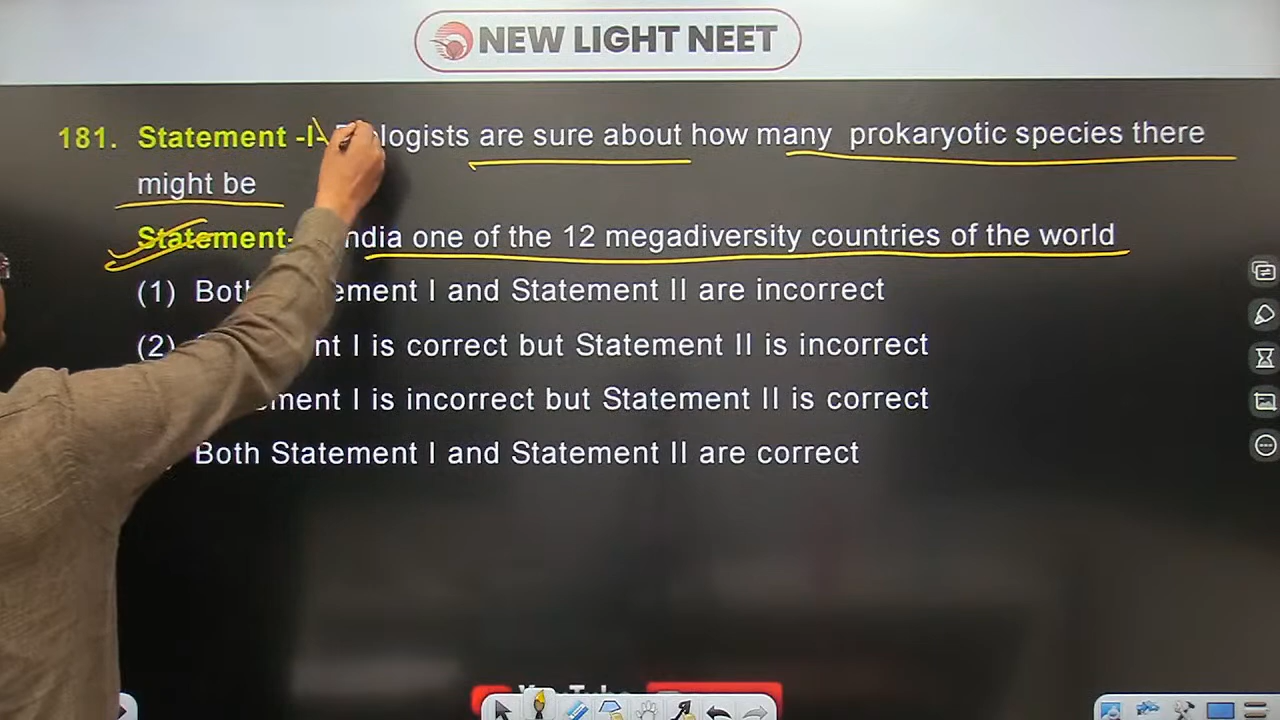 NEW LIGHT NEET
181. Statement -I- logists are sure about how many prokaryotic species there
might be
Statement- ndia one of the 12 megadiversity countries of the world
(1) Both ement I and Statement II are incorrect
(2) nt I is correct but Statement II is incorrect
ement I is incorrect but Statement II is correct
Both Statement I and Statement II are correct